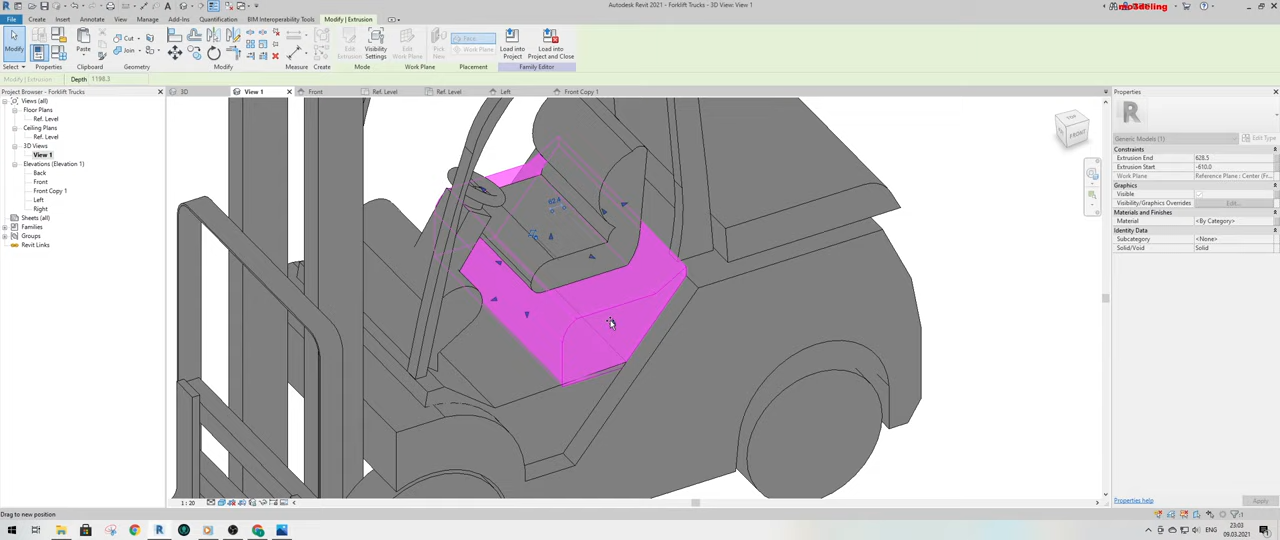 Autodesk Revit 2021 - Forklift Trucks - 3D View: View 1
File
Create
Insert
Annotate
View
Manage
Add-Ins
Quantification
BIM Interoperability Tools
Modify | Extrusion
Modify
Paste
Cut
Join
Edit Extrusion
Visibility Settings
Edit Work Plane
Pick New
Face
Work Plane
Load into Project
Load into Project and Close
Select
Properties
Clipboard
Geometry
Modify
Measure
Create
Mode
Work Plane
Placement
Family Editor
Modify | Extrusion
Depth 1198.3
Project Browser - Forklift Trucks
3D
View 1
Front
Ref. Level
Ref. Level
Left
Front Copy 1
Properties
Views (all)
Floor Plans
Ref. Level
Ceiling Plans
Ref. Level
3D Views
View 1
Elevations (Elevation 1)
Back
Front
Front Copy 1
Left
Right
Sheets (all)
Families
Groups
Revit Links
TOP
FRONT
Generic Models (1)
Edit Type
Constraints
Extrusion End 628.5
Extrusion Start -610.0
Work Plane Reference Plane : Center (Fr...
Graphics
Visible
Visibility/Graphics Overrides Edit...
Materials and Finishes
Material <By Category>
Identity Data
Subcategory <None>
Solid/Void Solid
Properties help
Apply
1 : 20
Drag to new position
:1
ENG
23:03
09.03.2021